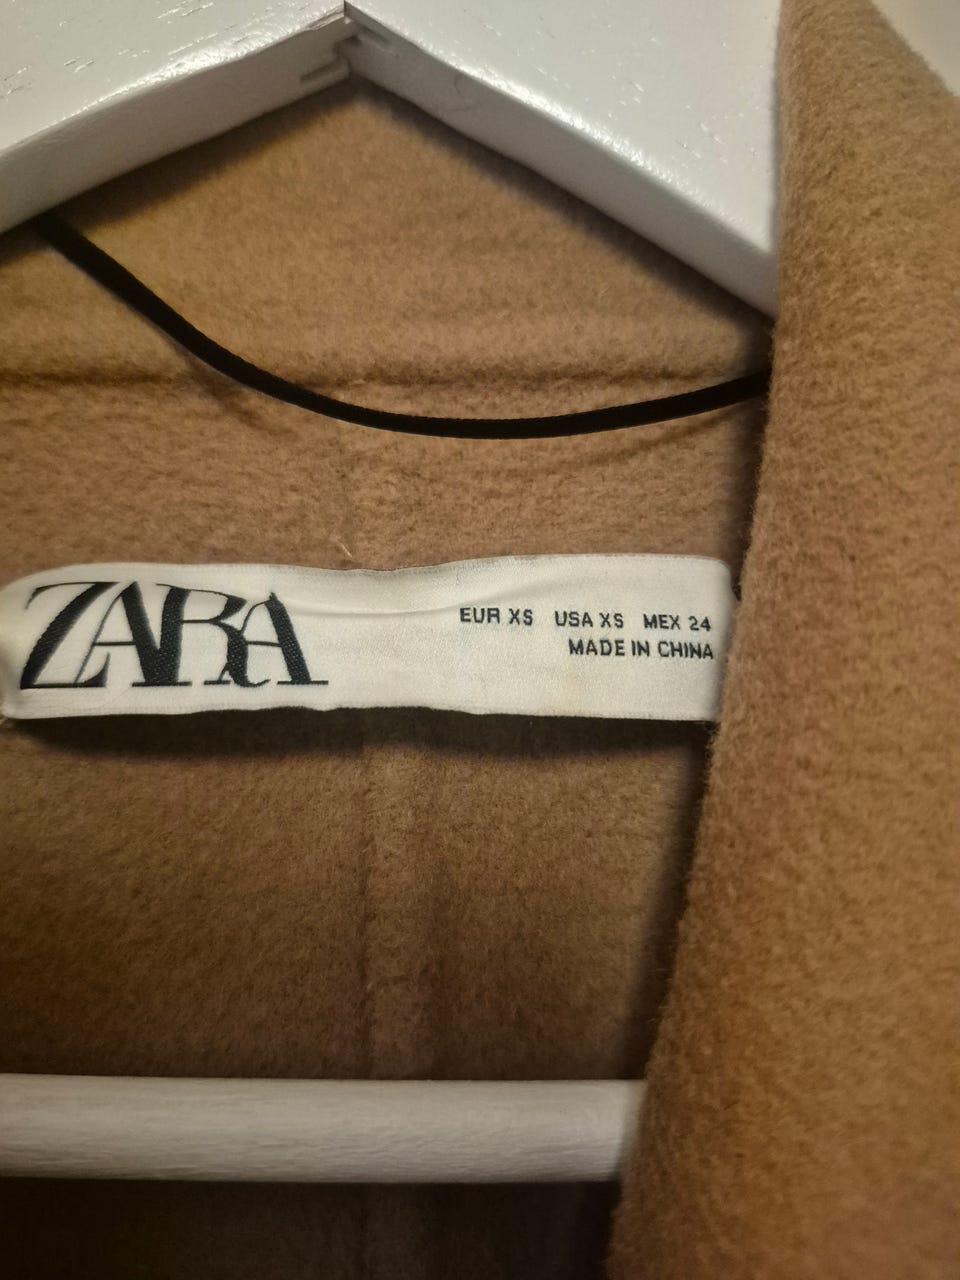 ZARA
EUR XS USA XS MEX 24
MADE IN CHINA